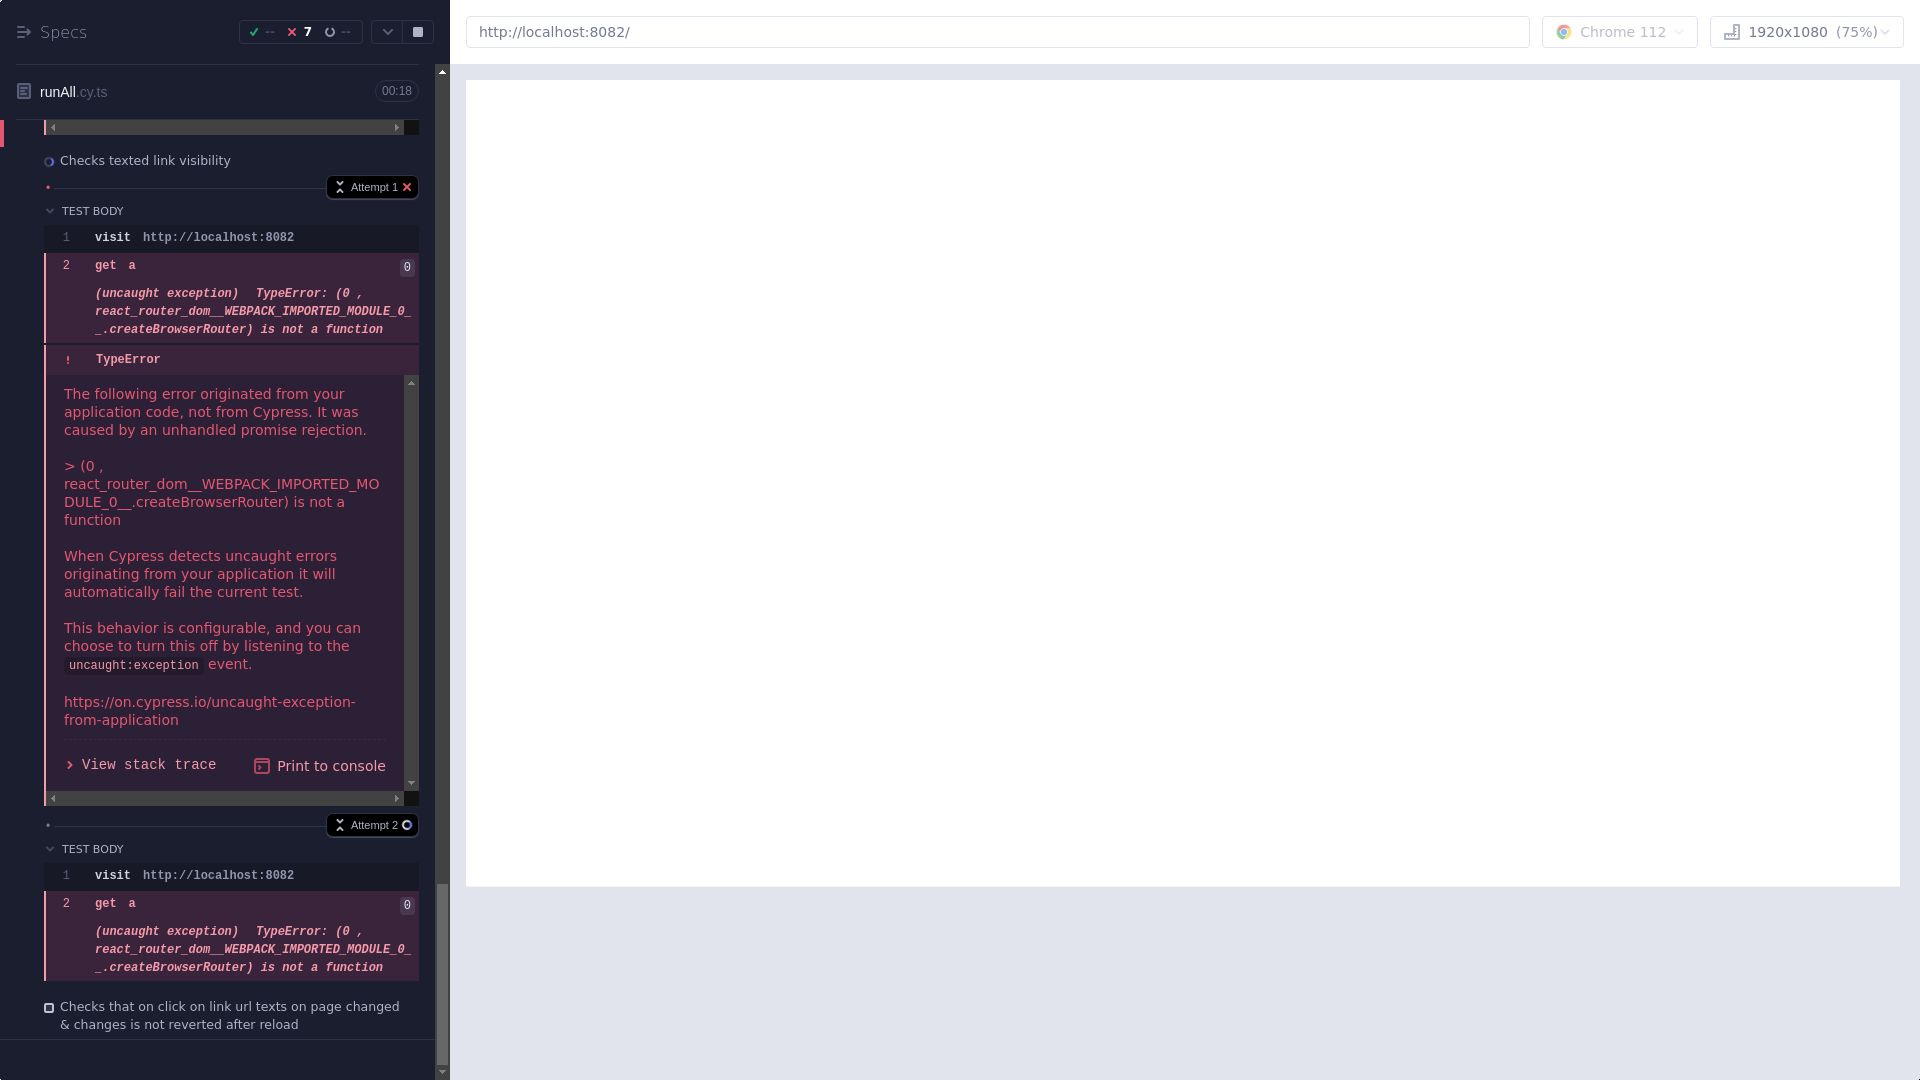 Specs
-- 7 --
runAll.cy.ts 00:18
Checks texted link visibility
Attempt 1
TEST BODY
1 visit http://localhost:8082
2 get a 0
(uncaught exception) TypeError: (0 ,
react_router_dom__WEBPACK_IMPORTED_MODULE_0_
_.createBrowserRouter) is not a function
! TypeError
The following error originated from your
application code, not from Cypress. It was
caused by an unhandled promise rejection.
> (0 ,
react_router_dom__WEBPACK_IMPORTED_MO
DULE_0__.createBrowserRouter) is not a
function
When Cypress detects uncaught errors
originating from your application it will
automatically fail the current test.
This behavior is configurable, and you can
choose to turn this off by listening to the
uncaught:exception event.
https://on.cypress.io/uncaught-exception-
from-application
View stack trace Print to console
Attempt 2
TEST BODY
1 visit http://localhost:8082
2 get a 0
(uncaught exception) TypeError: (0 ,
react_router_dom__WEBPACK_IMPORTED_MODULE_0_
_.createBrowserRouter) is not a function
Checks that on click on link url texts on page changed
& changes is not reverted after reload
http://localhost:8082/
Chrome 112
1920x1080 (75%)